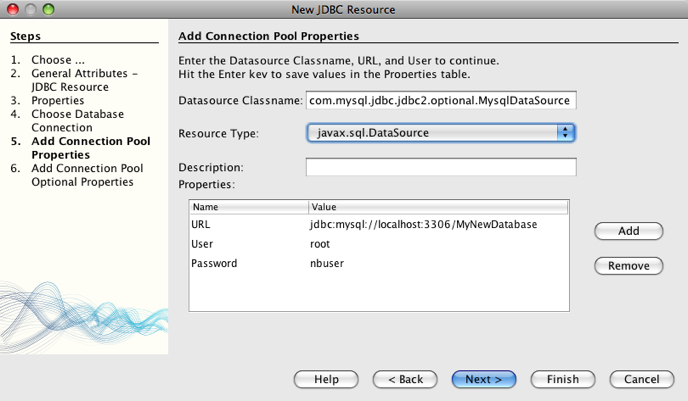 New JDBC Resource
Steps
1. Choose ...
2. General Attributes –
JDBC Resource
3. Properties
4. Choose Database
Connection
5. Add Connection Pool
Properties
6. Add Connection Pool
Optional Properties
Add Connection Pool Properties
Enter the Datasource Classname, URL, and User to continue.
Hit the Enter key to save values in the Properties table.
Datasource Classname: com.mysql.jdbc.jdbc2.optional.MysqlDataSource
Resource Type: javax.sql.DataSource
Description:
Properties:
Name Value
URL jdbc:mysql://localhost:3306/MyNewDatabase
User root
Password nbuser
Add
Remove
Help < Back Next > Finish Cancel